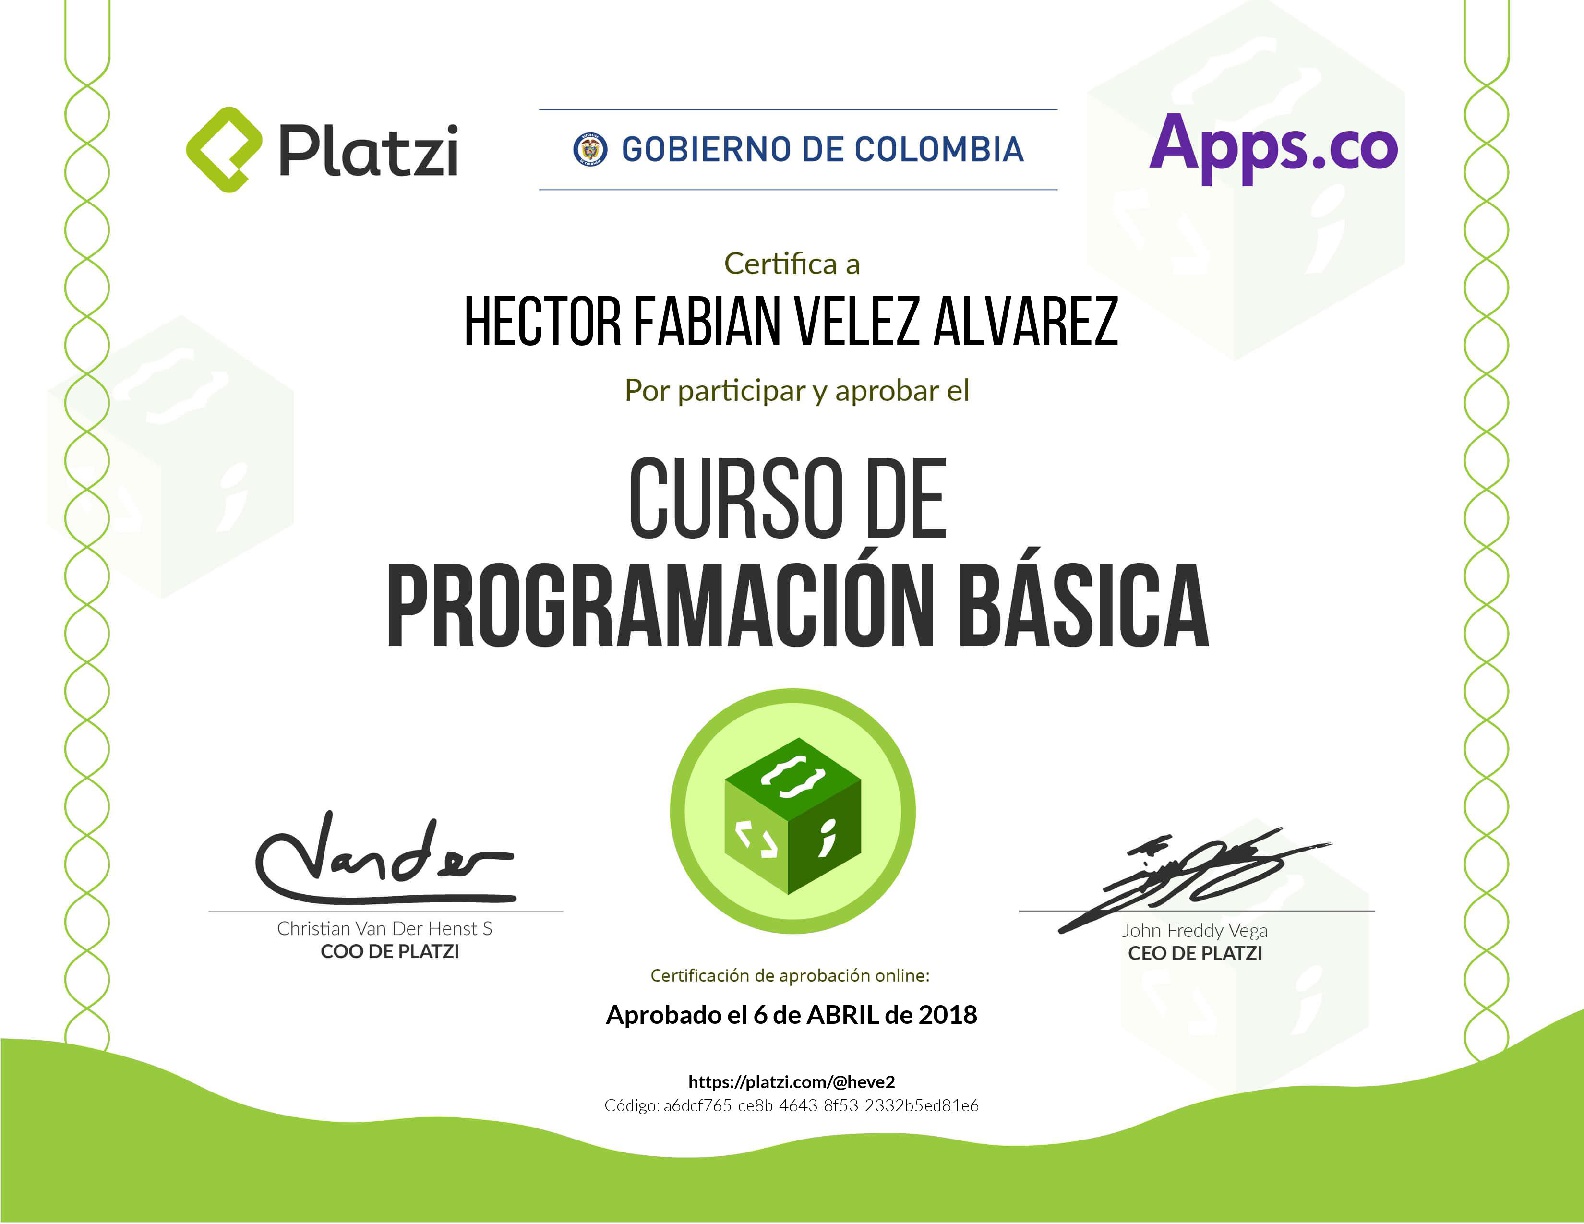 Platzi
GOBIERNO DE COLOMBIA
Apps.co
Certifica a
HECTOR FABIAN VELEZ ALVAREZ
Por participar y aprobar el
CURSO DE
PROGRAMACIÓN BÁSICA
Vander
Christian Van Der Henst S
COO DE PLATZI
John Freddy Vega
CEO DE PLATZI
Certificación de aprobación online:
Aprobado el 6 de ABRIL de 2018
https://platzi.com/@heve2
Código: a6dcf765-ce8b-4643-8f53-2332b5ed81e6